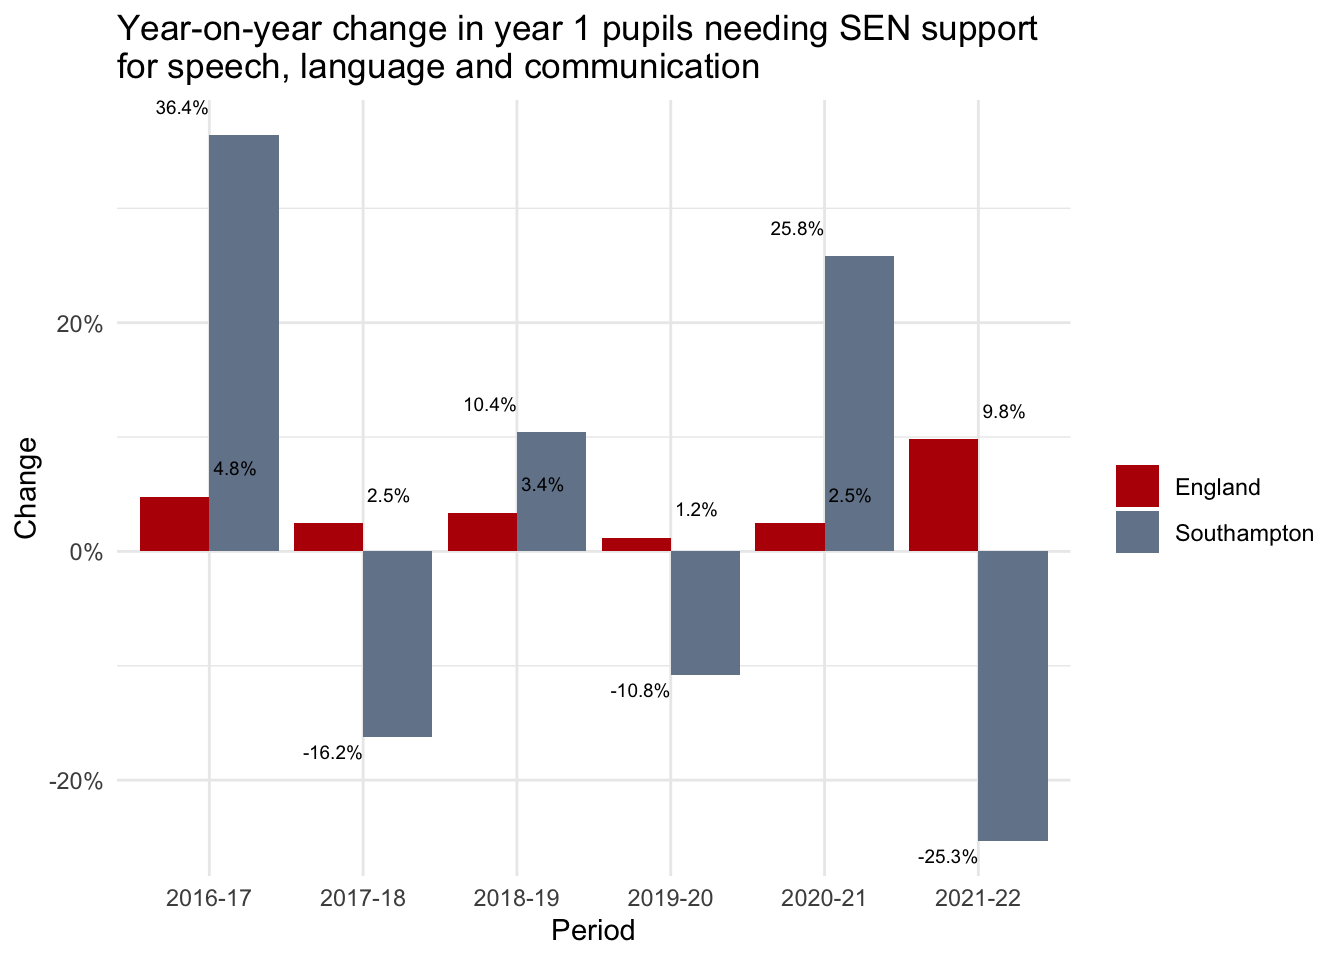 Year-on-year change in year 1 pupils needing SEN support
for speech, language and communication
36.4%
25.8%
20%
10.4%
9.8%
4.8%
3.4%
2.5%
2.5%
1.2%
Change
England
Southampton
0%
-10.8%
-16.2%
-20%
-25.3%
2016-17 2017-18 2018-19 2019-20 2020-21 2021-22
Period